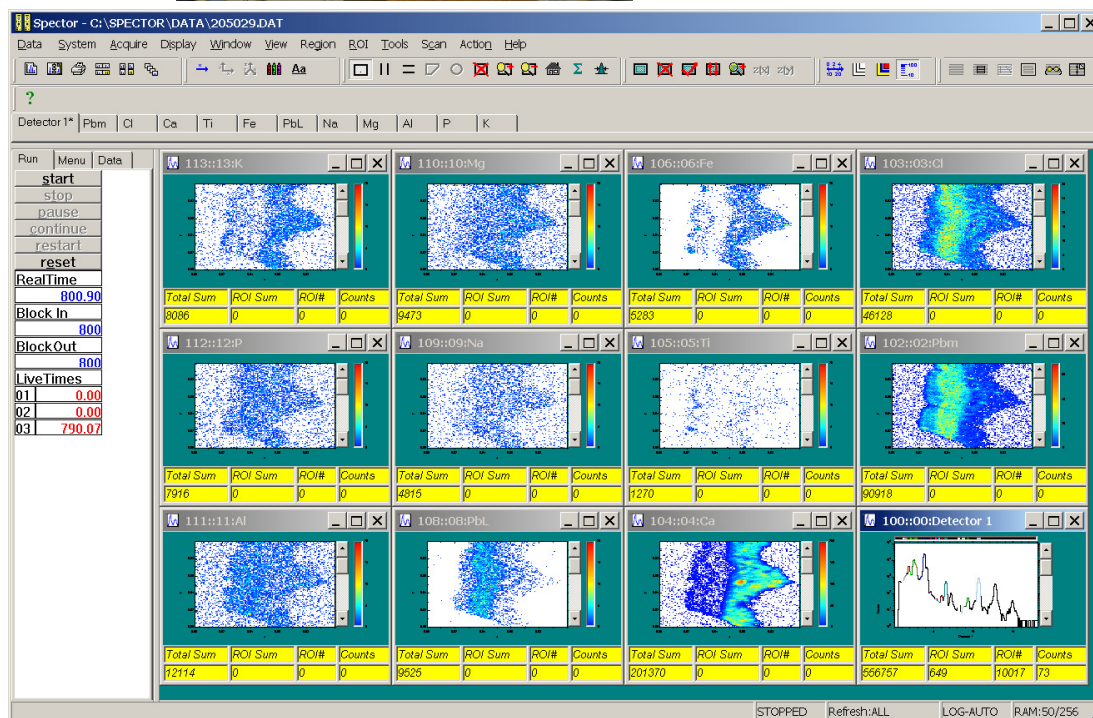 Spector - C:\SPECTOR\DATA\205029.DAT
Data System Acquire Display Window View Region ROI Tools Scan Action Help
Aa
?
Detector 1* Pbm Cl Ca Ti Fe PbL Na Mg Al P K
Run Menu Data
start
stop
pause
continue
restart
reset
RealTime
800.90
Block In
800
BlockOut
800
LiveTimes
01 0.00
02 0.00
03 790.07
113::13:K
Total Sum ROI Sum ROI# Counts
8086 0 0 0
110::10:Mg
Total Sum ROI Sum ROI# Counts
9473 0 0 0
106::06:Fe
Total Sum ROI Sum ROI# Counts
5283 0 0 0
103::03:Cl
Total Sum ROI Sum ROI# Counts
46128 0 0 0
112::12:P
Total Sum ROI Sum ROI# Counts
7916 0 0 0
109::09:Na
Total Sum ROI Sum ROI# Counts
4815 0 0 0
105::05:Ti
Total Sum ROI Sum ROI# Counts
1270 0 0 0
102::02:Pbm
Total Sum ROI Sum ROI# Counts
90918 0 0 0
111::11:Al
Total Sum ROI Sum ROI# Counts
12114 0 0 0
108::08:PbL
Total Sum ROI Sum ROI# Counts
9525 0 0 0
104::04:Ca
Total Sum ROI Sum ROI# Counts
201370 0 0 0
100::00:Detector 1
Total Sum ROI Sum ROI# Counts
556757 649 10017 73
STOPPED Refresh:ALL LOG-AUTO RAM:50/256